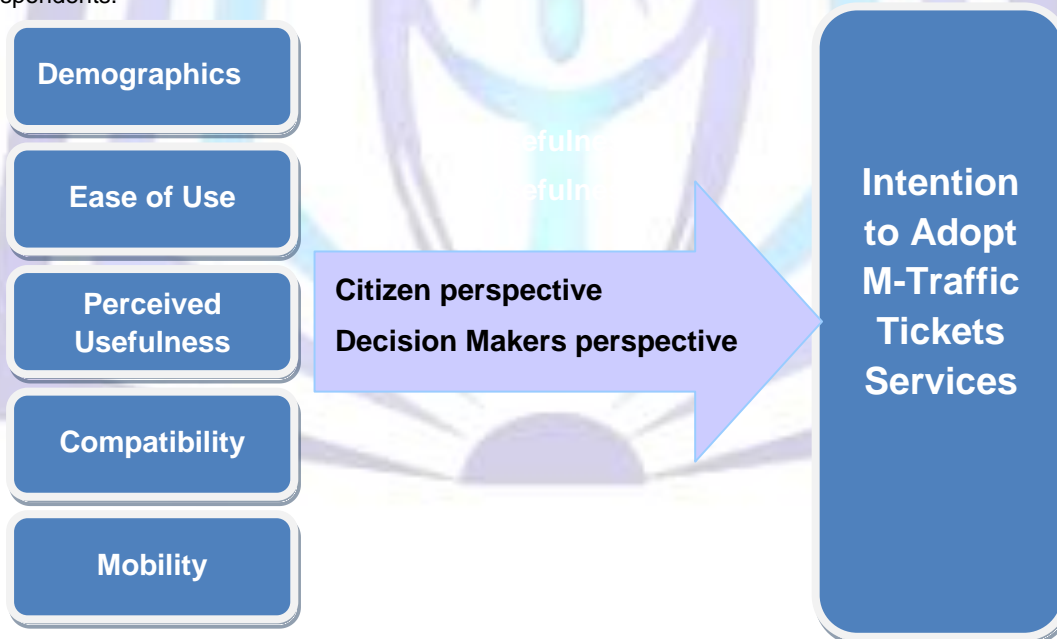 Demographics
Ease of Use
Perceived
Usefulness
Compatibility
Mobility
Citizen perspective
Decision Makers perspective
Intention
to Adopt
M-Traffic
Tickets
Services